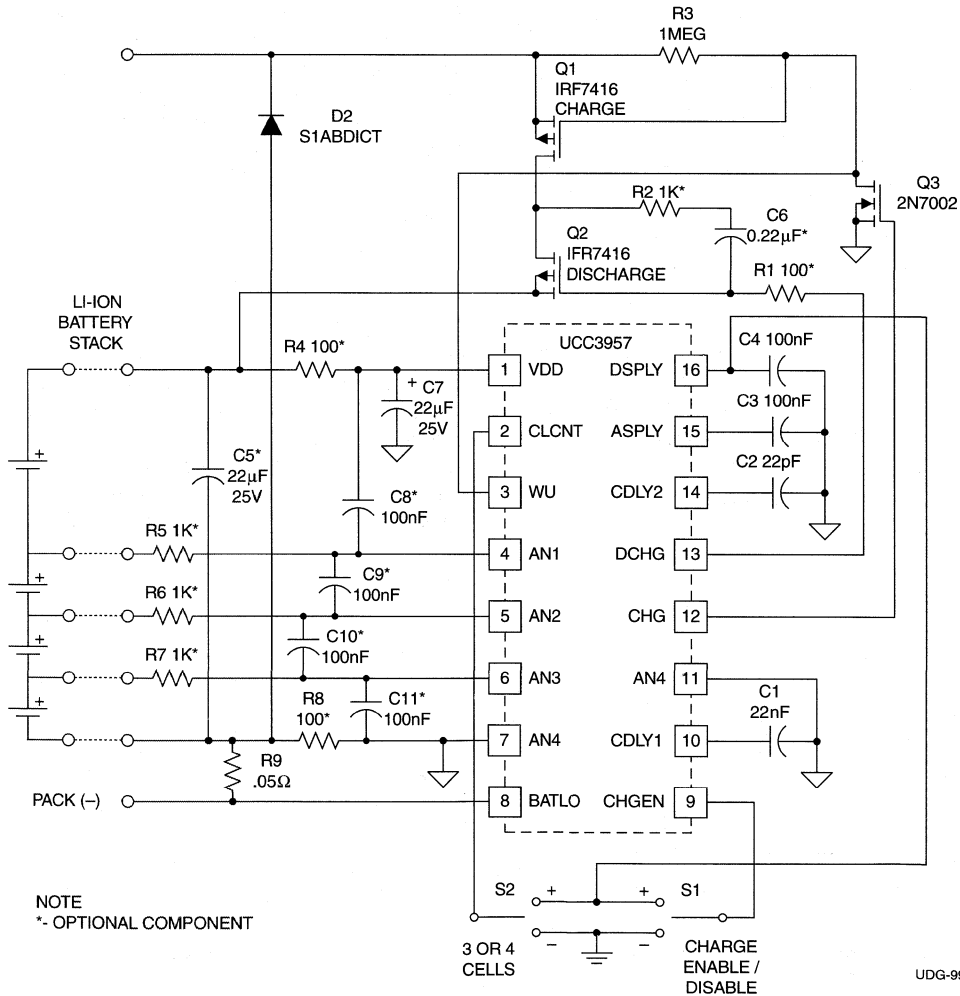 R3
1MEG
Q1
IRF7416
CHARGE
D2
S1ABDICT
Q3
2N7002
R2 1K*
C6
0.22µF*
Q2
IFR7416
DISCHARGE
R1 100*
LI-ION
BATTERY
STACK
R4 100*
UCC3957
C4 100nF
1 VDD
DSPLY 16
+ C7
22µF
25V
C3 100nF
2 CLCNT
ASPLY 15
C5*
22µF
25V
C2 22pF
3 WU
CDLY2 14
C8*
100nF
R5 1K*
4 AN1
DCHG 13
C9*
100nF
R6 1K*
5 AN2
CHG 12
C10*
100nF
R7 1K*
6 AN3
AN4 11
R8
100*
C11*
100nF
C1
22nF
7 AN4
CDLY1 10
R9
.05Ω
PACK (–)
8 BATLO
CHGEN 9
+
+
+
+
S2 +
+ S1
–
–
NOTE
*- OPTIONAL COMPONENT
3 OR 4
CELLS
CHARGE
ENABLE /
DISABLE
UDG-99